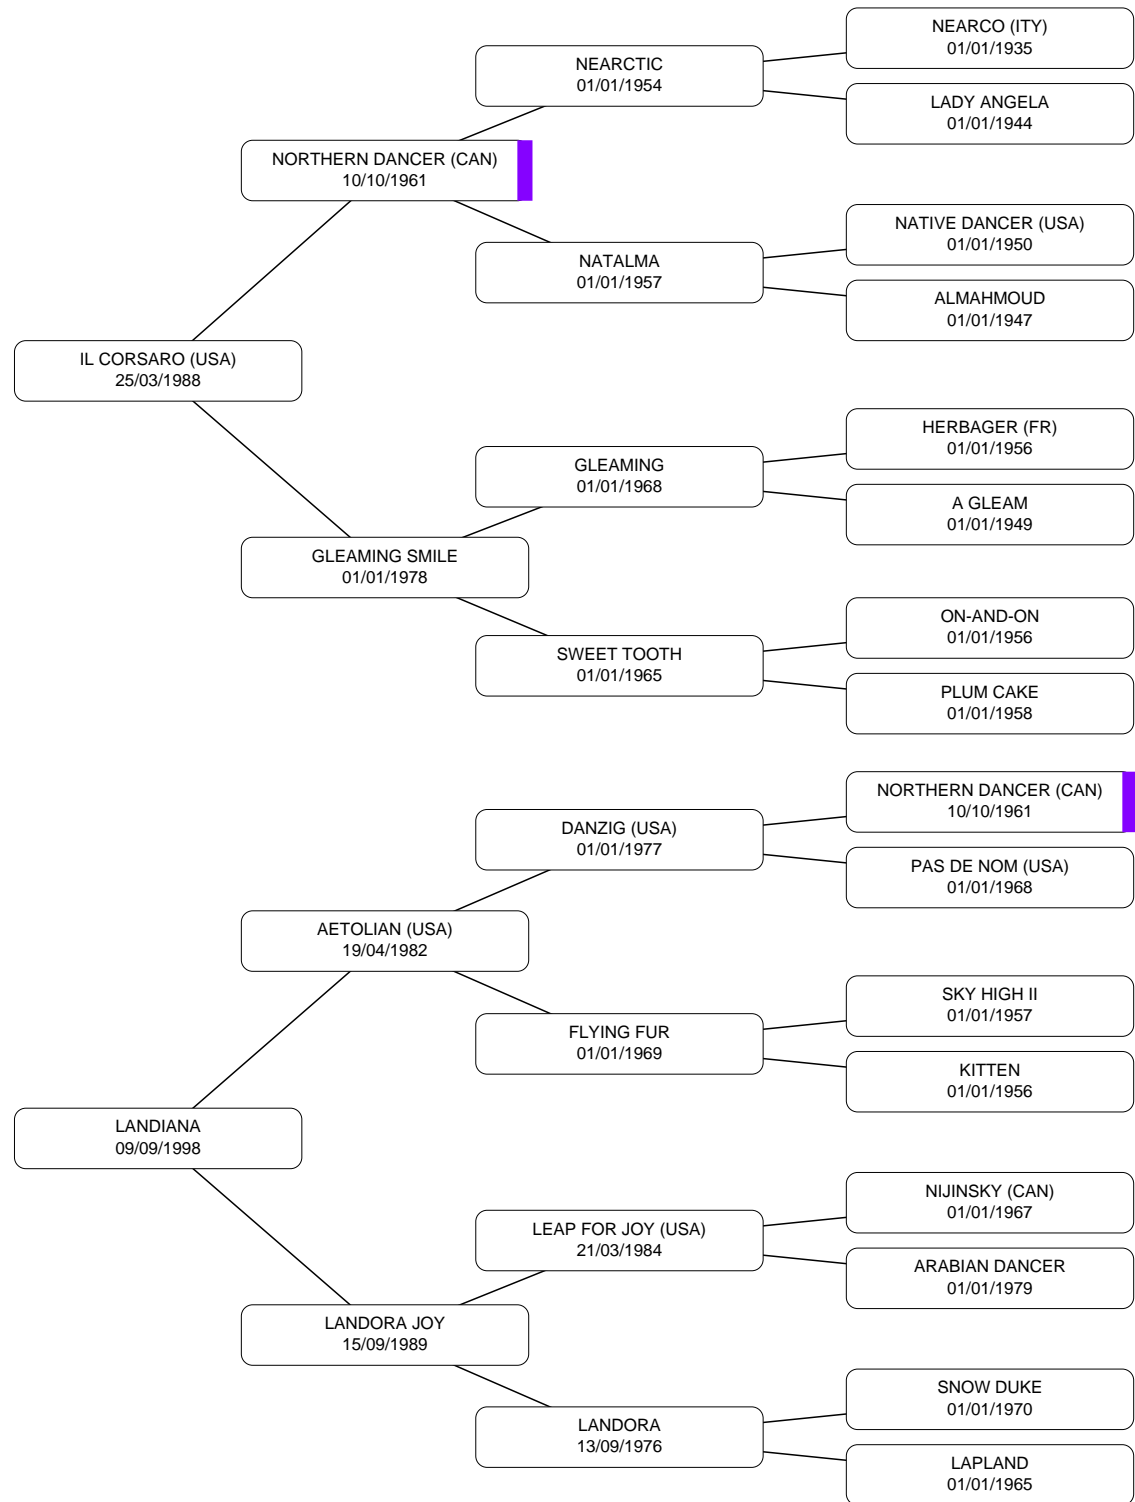 NEARCO (ITY)
01/01/1935
NEARCTIC
01/01/1954
LADY ANGELA
01/01/1944
NORTHERN DANCER (CAN)
10/10/1961
NATIVE DANCER (USA)
01/01/1950
NATALMA
01/01/1957
ALMAHMOUD
01/01/1947
IL CORSARO (USA)
25/03/1988
HERBAGER (FR)
01/01/1956
GLEAMING
01/01/1968
A GLEAM
01/01/1949
GLEAMING SMILE
01/01/1978
ON-AND-ON
01/01/1956
SWEET TOOTH
01/01/1965
PLUM CAKE
01/01/1958
NORTHERN DANCER (CAN)
10/10/1961
DANZIG (USA)
01/01/1977
PAS DE NOM (USA)
01/01/1968
AETOLIAN (USA)
19/04/1982
SKY HIGH II
01/01/1957
FLYING FUR
01/01/1969
KITTEN
01/01/1956
LANDIANA
09/09/1998
NIJINSKY (CAN)
01/01/1967
LEAP FOR JOY (USA)
21/03/1984
ARABIAN DANCER
01/01/1979
LANDORA JOY
15/09/1989
SNOW DUKE
01/01/1970
LANDORA
13/09/1976
LAPLAND
01/01/1965